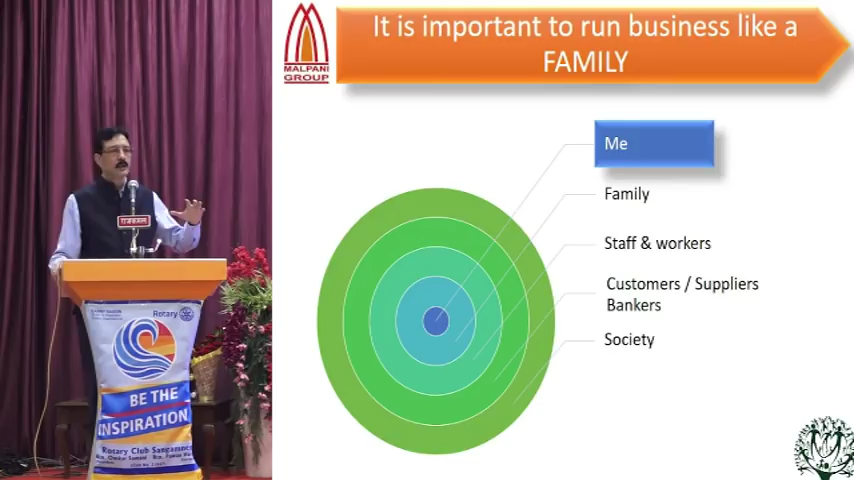 It is important to run business like a
FAMILY
MALPANI
GROUP
Me
Family
Staff & workers
Customers / Suppliers
Bankers
Society
राजकमल
Rotary
BE THE
INSPIRATION
Rotary Club Sangamner